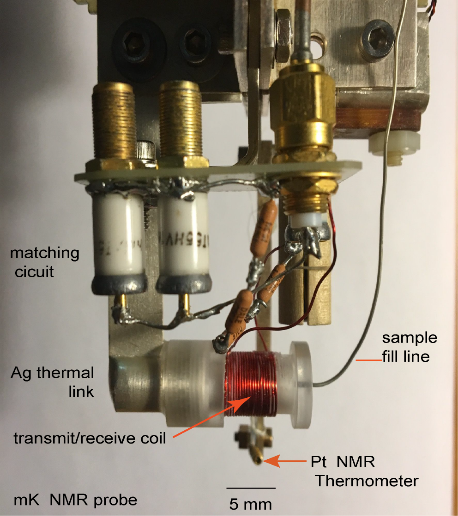 T55HV
matching
cicuit
sample
fill line
Ag thermal
link
transmit/receive coil
Pt NMR
Thermometer
mK NMR probe
5 mm